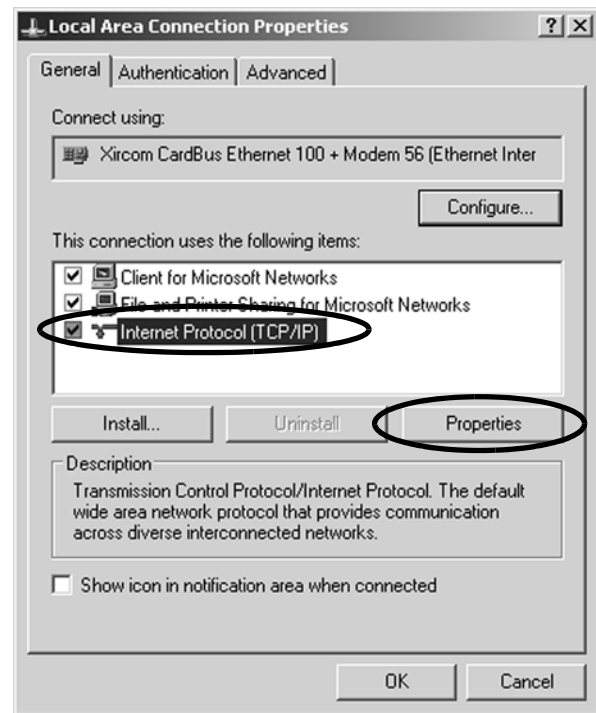 Local Area Connection Properties
? X
General Authentication Advanced
Connect using:
Xircom CardBus Ethernet 100 + Modem 56 (Ethernet Inter
Configure...
This connection uses the following items:
Client for Microsoft Networks
File and Printer Sharing for Microsoft Networks
Internet Protocol (TCP/IP)
Install... Uninstall Properties
Description
Transmission Control Protocol/Internet Protocol. The default
wide area network protocol that provides communication
across diverse interconnected networks.
Show icon in notification area when connected
OK Cancel